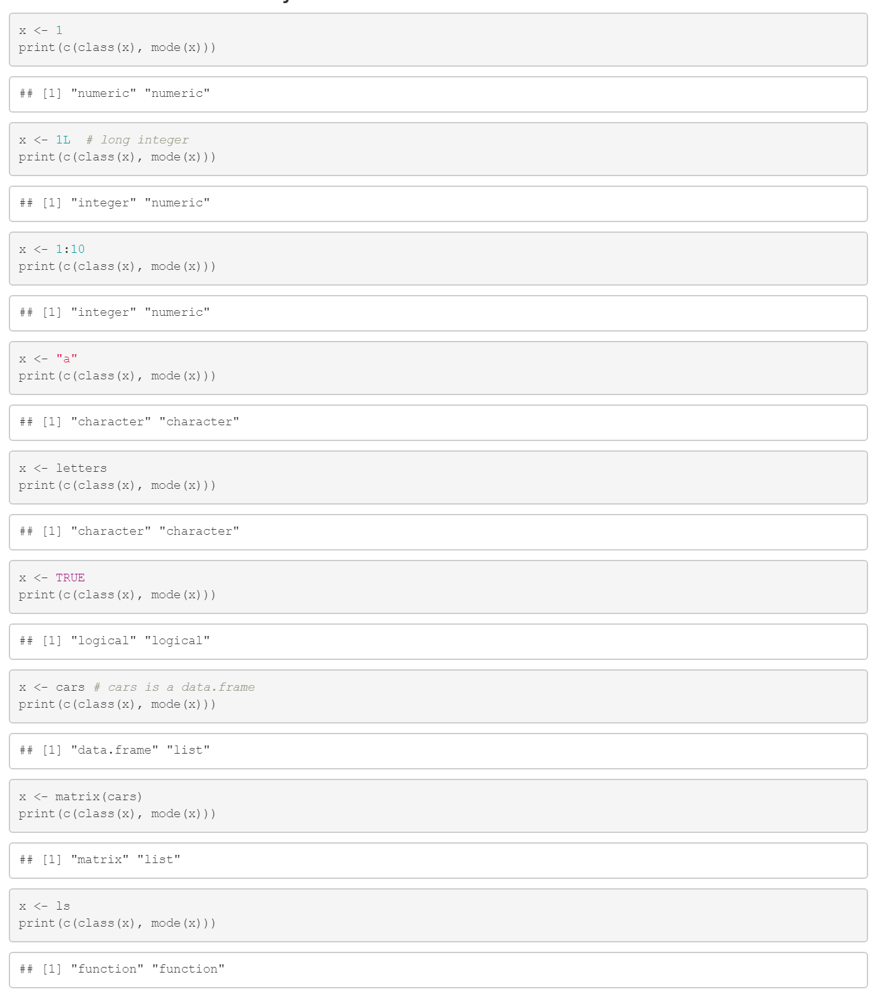 x <- 1
print(c(class(x), mode(x)))
## [1] "numeric" "numeric"
x <- 1L  # long integer
print(c(class(x), mode(x)))
## [1] "integer" "numeric"
x <- 1:10
print(c(class(x), mode(x)))
## [1] "integer" "numeric"
x <- "a"
print(c(class(x), mode(x)))
## [1] "character" "character"
x <- letters
print(c(class(x), mode(x)))
## [1] "character" "character"
x <- TRUE
print(c(class(x), mode(x)))
## [1] "logical" "logical"
x <- cars # cars is a data.frame
print(c(class(x), mode(x)))
## [1] "data.frame" "list"
x <- matrix(cars)
print(c(class(x), mode(x)))
## [1] "matrix" "list"
x <- ls
print(c(class(x), mode(x)))
## [1] "function" "function"